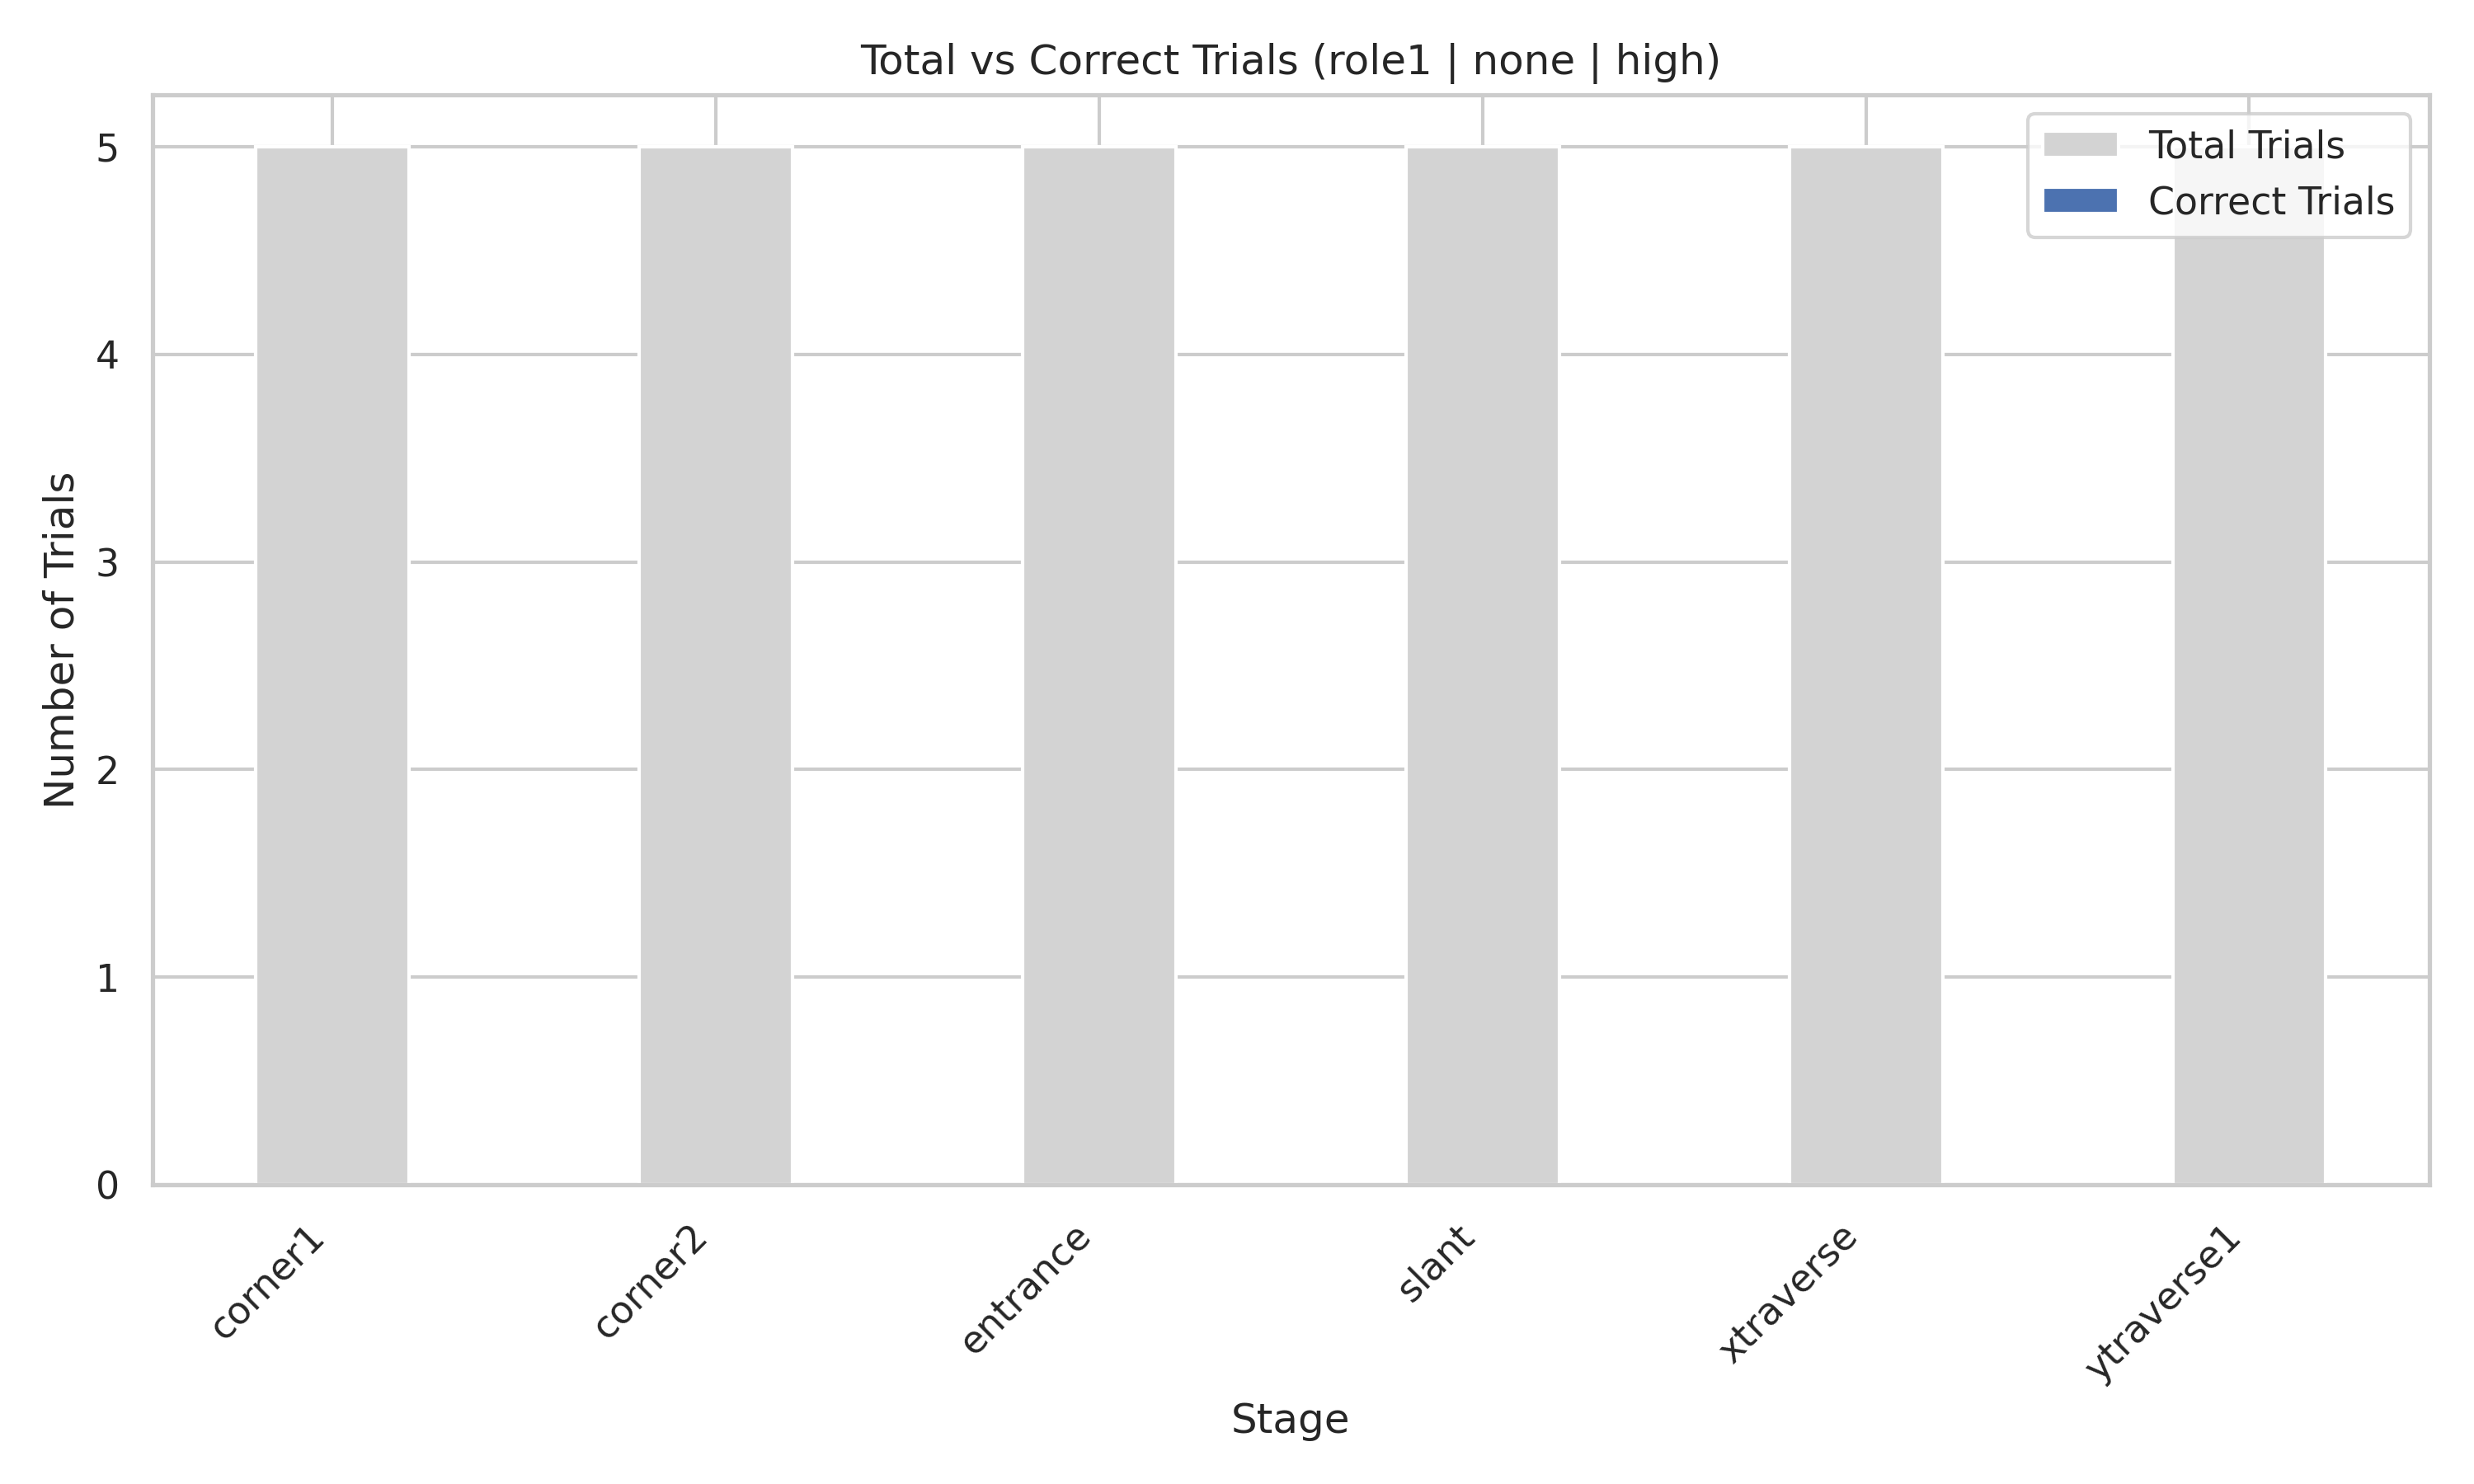 Total vs Correct Trials (role1 | none | high)
Total Trials
Correct Trials
Number of Trials
5
4
3
2
1
0
corner1
corner2
entrance
slant
xtraverse
ytraverse1
Stage